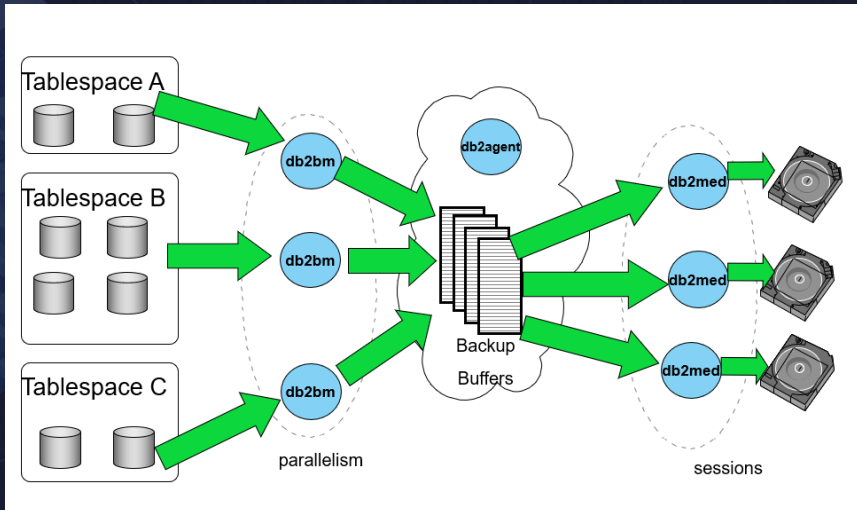 Tablespace A
db2bm
Tablespace B
db2bm
Tablespace C
db2bm
parallelism
db2agent
Backup
Buffers
db2med
db2med
db2med
sessions